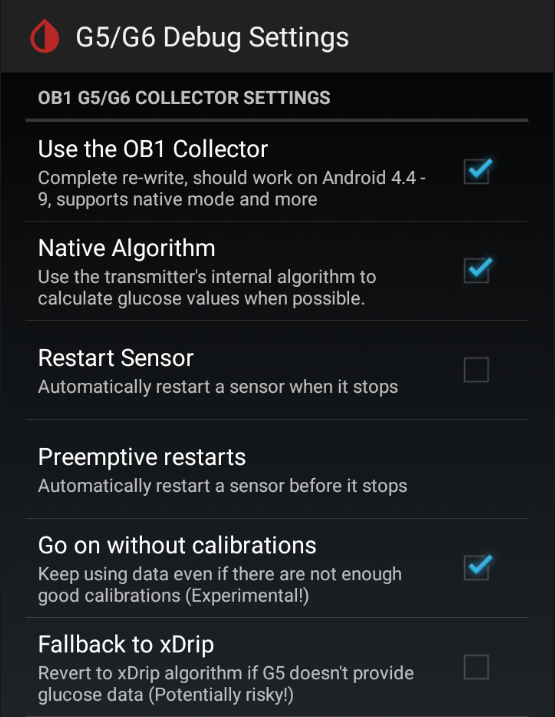 G5/G6 Debug Settings
OB1 G5/G6 COLLECTOR SETTINGS
Use the OB1 Collector
Complete re-write, should work on Android 4.4 -
9, supports native mode and more
Native Algorithm
Use the transmitter's internal algorithm to
calculate glucose values when possible.
Restart Sensor
Automatically restart a sensor when it stops
Preemptive restarts
Automatically restart a sensor before it stops
Go on without calibrations
Keep using data even if there are not enough
good calibrations (Experimental!)
Fallback to xDrip
Revert to xDrip algorithm if G5 doesn't provide
glucose data (Potentially risky!)